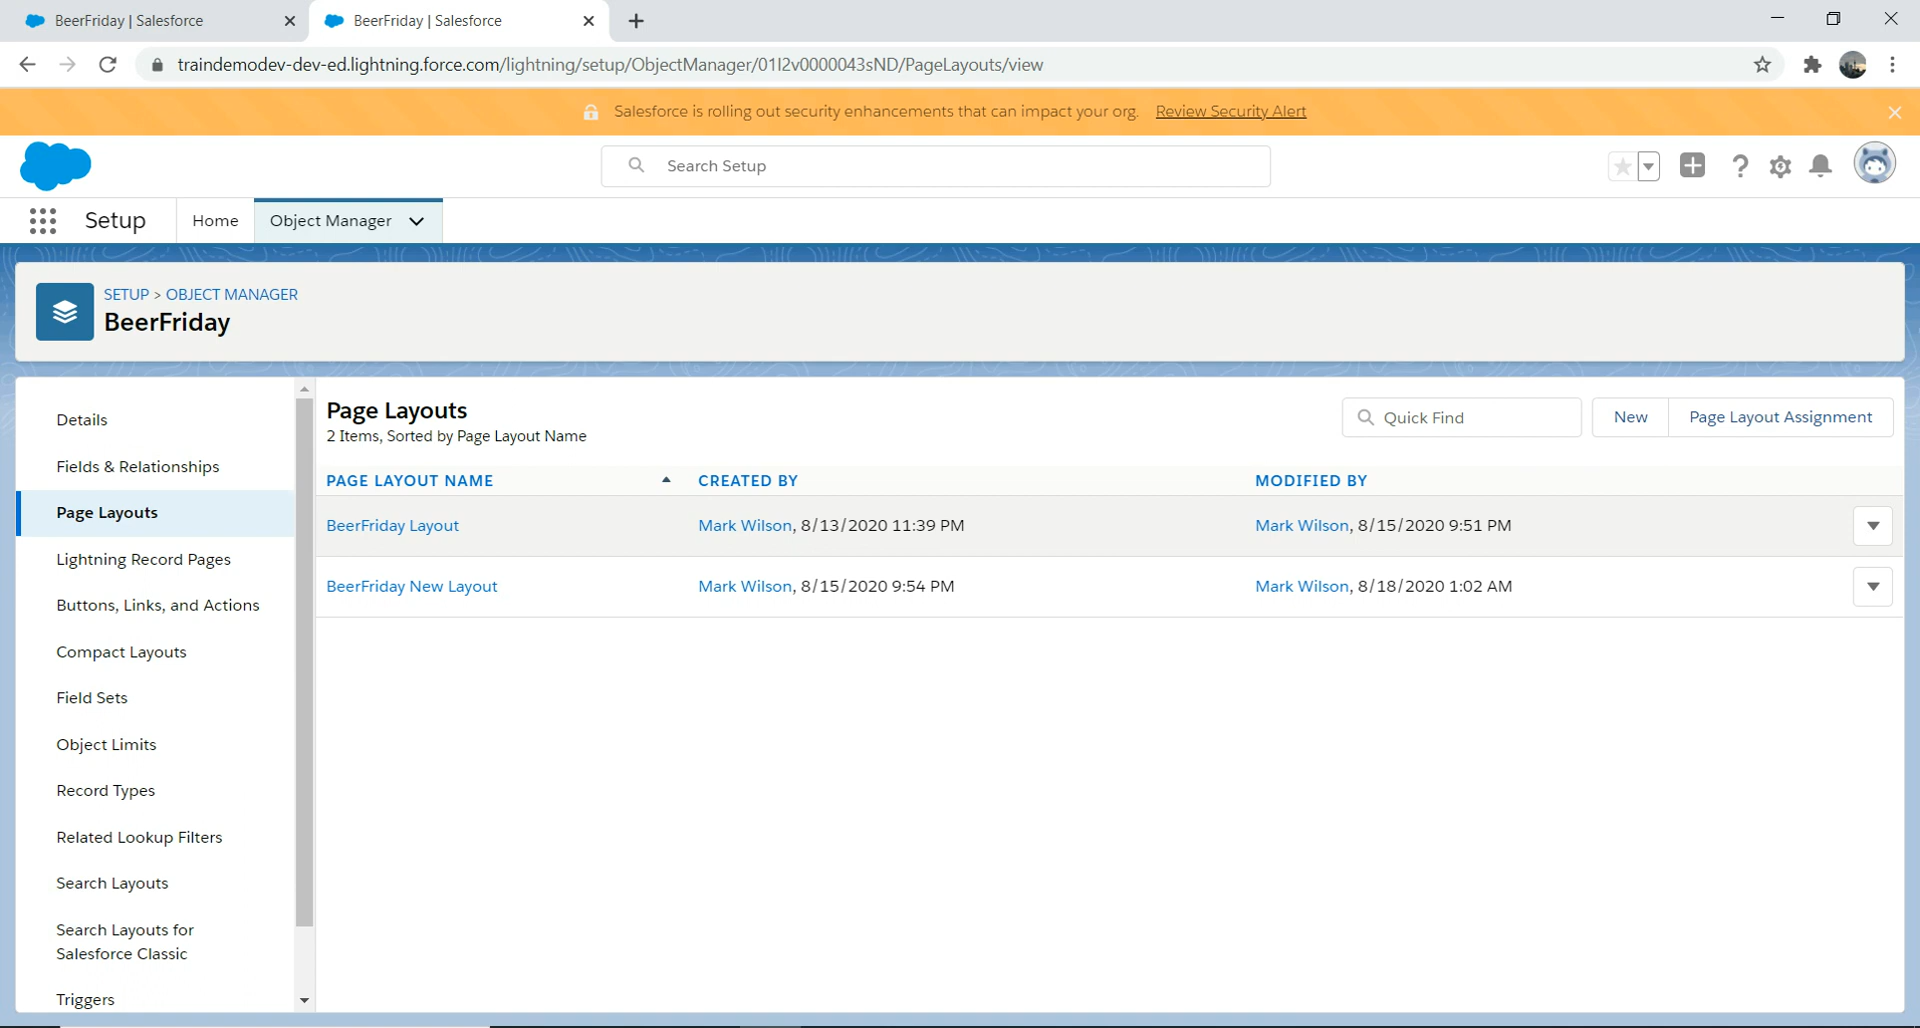 BeerFriday | Salesforce
BeerFriday | Salesforce
traindemodev-dev-ed.lightning.force.com/lightning/setup/ObjectManager/01I2v0000043sND/PageLayouts/view
Salesforce is rolling out security enhancements that can impact your org. Review Security Alert
Search Setup
Setup
Home
Object Manager
SETUP > OBJECT MANAGER
BeerFriday
Details
Fields & Relationships
Page Layouts
Lightning Record Pages
Buttons, Links, and Actions
Compact Layouts
Field Sets
Object Limits
Record Types
Related Lookup Filters
Search Layouts
Search Layouts for
Salesforce Classic
Triggers
Page Layouts
2 Items, Sorted by Page Layout Name
Quick Find
New
Page Layout Assignment
PAGE LAYOUT NAME CREATED BY MODIFIED BY
BeerFriday Layout Mark Wilson, 8/13/2020 11:39 PM Mark Wilson, 8/15/2020 9:51 PM
BeerFriday New Layout Mark Wilson, 8/15/2020 9:54 PM Mark Wilson, 8/18/2020 1:02 AM